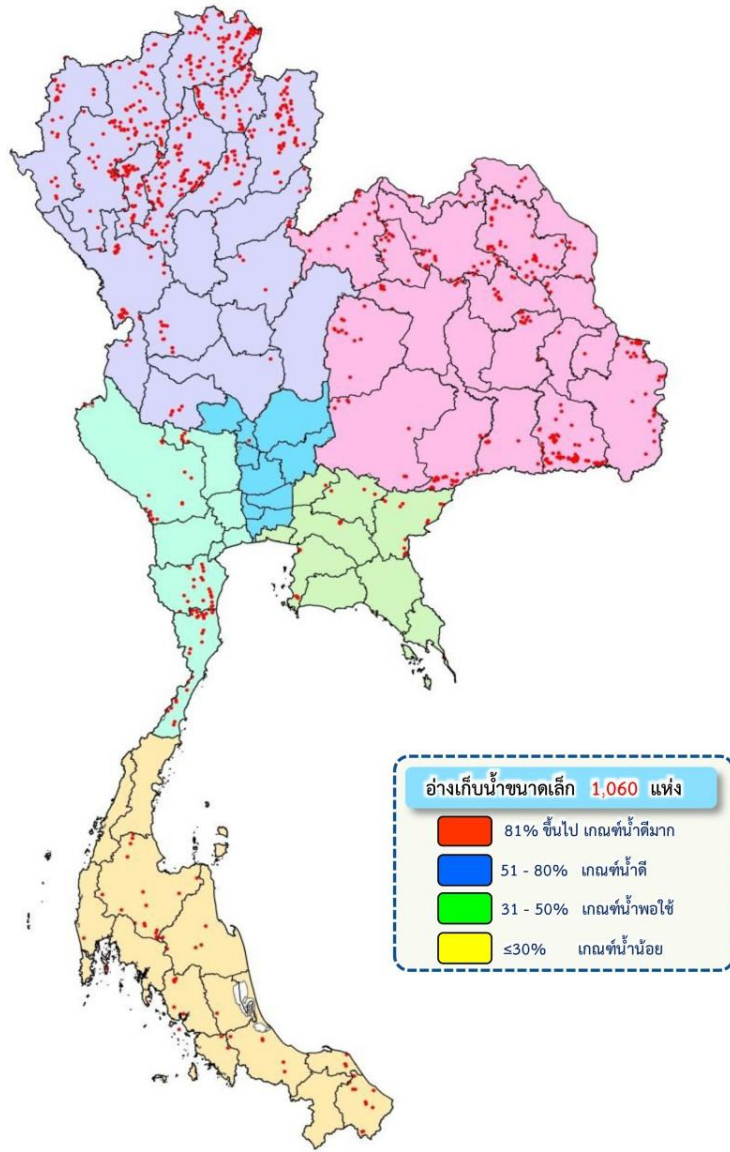 อ่างเก็บน้ำขนาดเล็ก 1,060 แห่ง
81% ขึ้นไป เกณฑ์น้ำดีมาก
51 - 80% เกณฑ์น้ำดี
31 - 50% เกณฑ์น้ำพอใช้
≤30% เกณฑ์น้ำน้อย